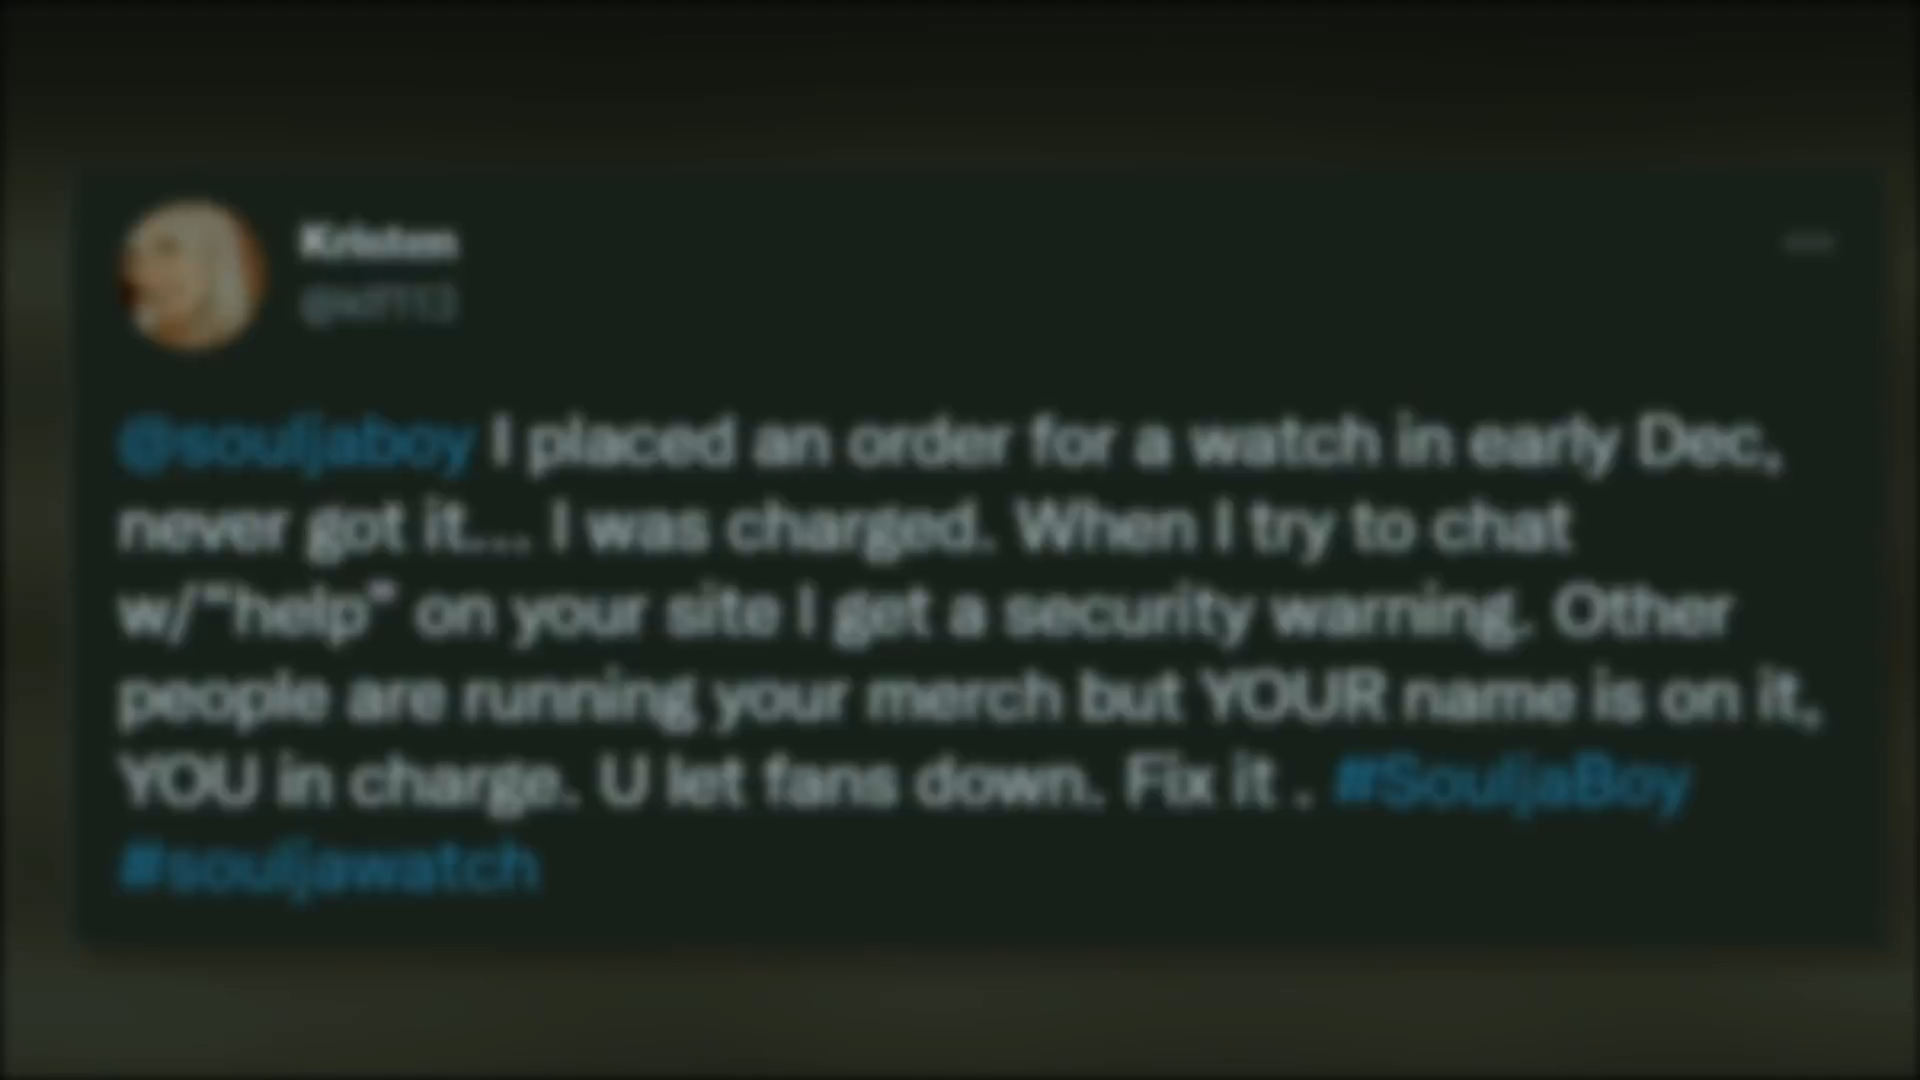 Kristen
@souljaboy I placed an order for a watch in early Dec,
never got it... I was charged. When I try to chat
w/"help" on your site I get a security warning. Other
people are running your merch but YOUR name is on it,
YOU in charge. U let fans down. Fix it . #SouljaBoy
#souljawatch